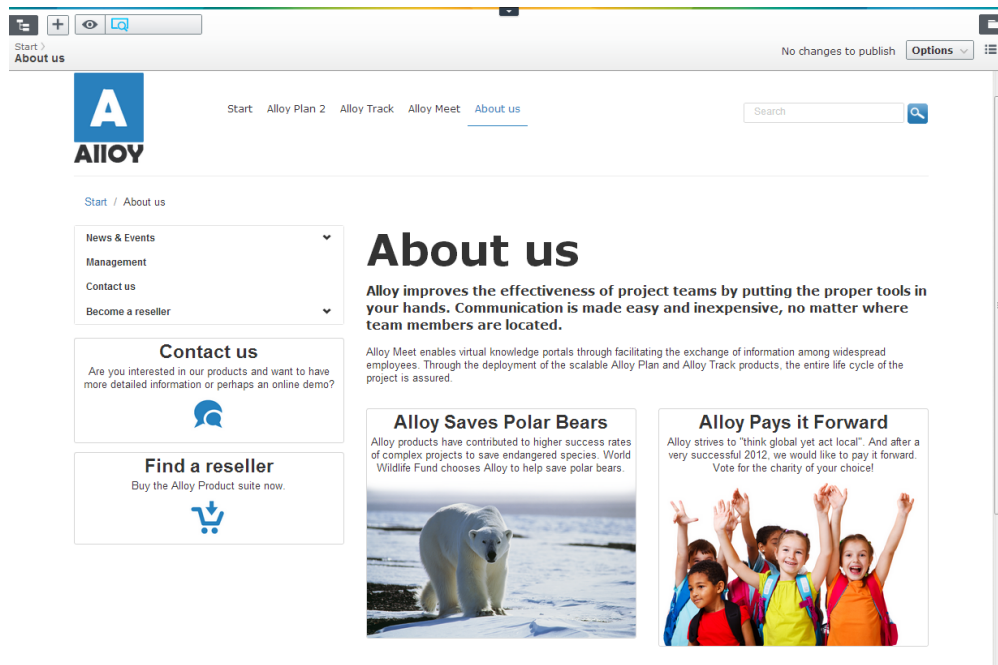 Start >
About us
No changes to publish
Options
A
Alloy
Start Alloy Plan 2 Alloy Track Alloy Meet About us
Search
Start / About us
News & Events
Management
Contact us
Become a reseller
Contact us
Are you interested in our products and want to have
more detailed information or perhaps an online demo?
Find a reseller
Buy the Alloy Product suite now.
About us
Alloy improves the effectiveness of project teams by putting the proper tools in
your hands. Communication is made easy and inexpensive, no matter where
team members are located.
Alloy Meet enables virtual knowledge portals through facilitating the exchange of information among widespread
employees. Through the deployment of the scalable Alloy Plan and Alloy Track products, the entire life cycle of the
project is assured.
Alloy Saves Polar Bears
Alloy products have contributed to higher success rates
of complex projects to save endangered species. World
Wildlife Fund chooses Alloy to help save polar bears.
Alloy Pays it Forward
Alloy strives to "think global yet act local". And after a
very successful 2012, we would like to pay it forward.
Vote for the charity of your choice!